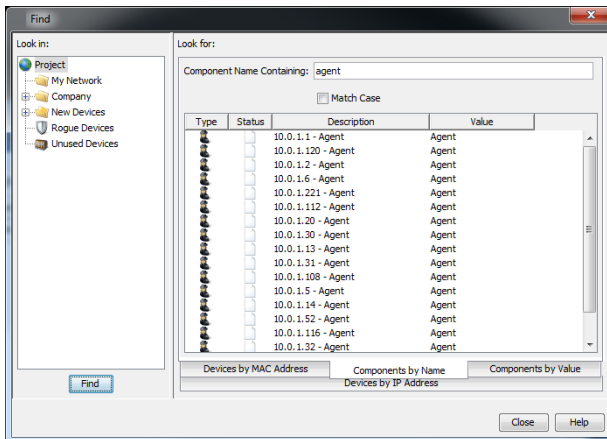 Find
Look in:
Project
My Network
Company
New Devices
Rogue Devices
Unused Devices
Find
Look for:
Component Name Containing: agent
Match Case
Type Status Description Value
10.0.1.1 - Agent Agent
10.0.1.120 - Agent Agent
10.0.1.2 - Agent Agent
10.0.1.6 - Agent Agent
10.0.1.221 - Agent Agent
10.0.1.112 - Agent Agent
10.0.1.20 - Agent Agent
10.0.1.30 - Agent Agent
10.0.1.13 - Agent Agent
10.0.1.31 - Agent Agent
10.0.1.108 - Agent Agent
10.0.1.5 - Agent Agent
10.0.1.14 - Agent Agent
10.0.1.52 - Agent Agent
10.0.1.116 - Agent Agent
10.0.1.32 - Agent Agent
Devices by MAC Address Components by Name Components by Value
Devices by IP Address
Close Help